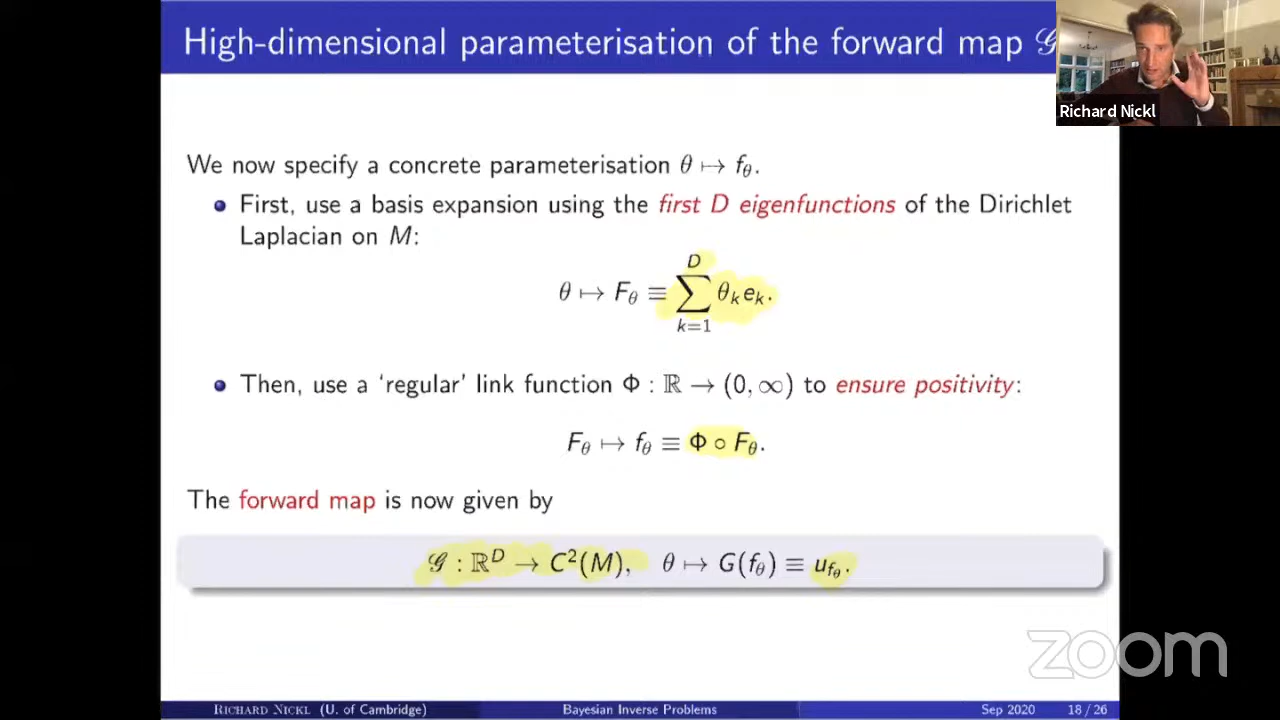 High-dimensional parameterisation of the forward map 𝒢
Richard Nickl
We now specify a concrete parameterisation θ ↦ f_θ.
First, use a basis expansion using the first D eigenfunctions of the Dirichlet
Laplacian on M:
θ ↦ F_θ ≡ ∑_{k=1}^{D} θ_k e_k.
Then, use a 'regular' link function Φ : ℝ → (0, ∞) to ensure positivity:
F_θ ↦ f_θ ≡ Φ ∘ F_θ.
The forward map is now given by
𝒢 : ℝ^D → C²(M), θ ↦ G(f_θ) ≡ u_{f_θ}.
zoom
Richard Nickl (U. of Cambridge) Bayesian Inverse Problems Sep 2020 18 / 26